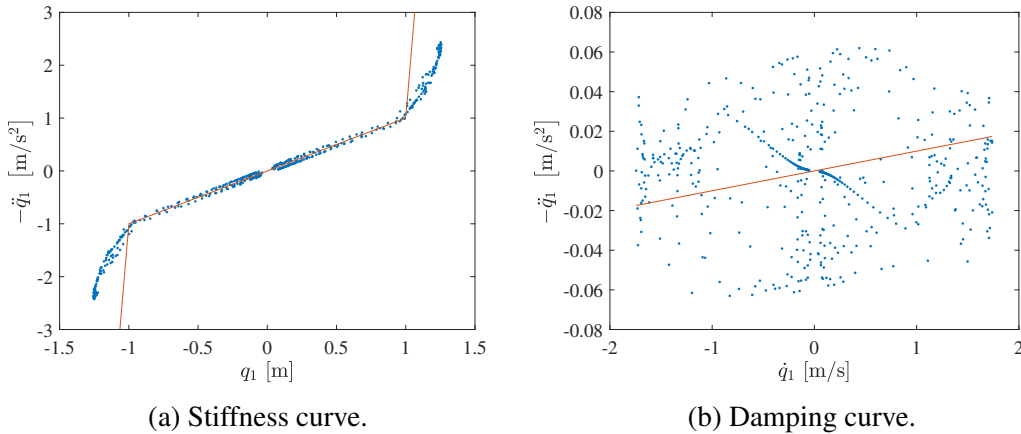 3
2
1
0
-1
-2
-3
-1.5 -1 -0.5 0 0.5 1 1.5
q₁ [m]
−q̈₁ [m/s²]
(a) Stiffness curve.
0.08
0.06
0.04
0.02
0
-0.02
-0.04
-0.06
-0.08
-2 -1 0 1 2
q̇₁ [m/s]
−q̈₁ [m/s²]
(b) Damping curve.